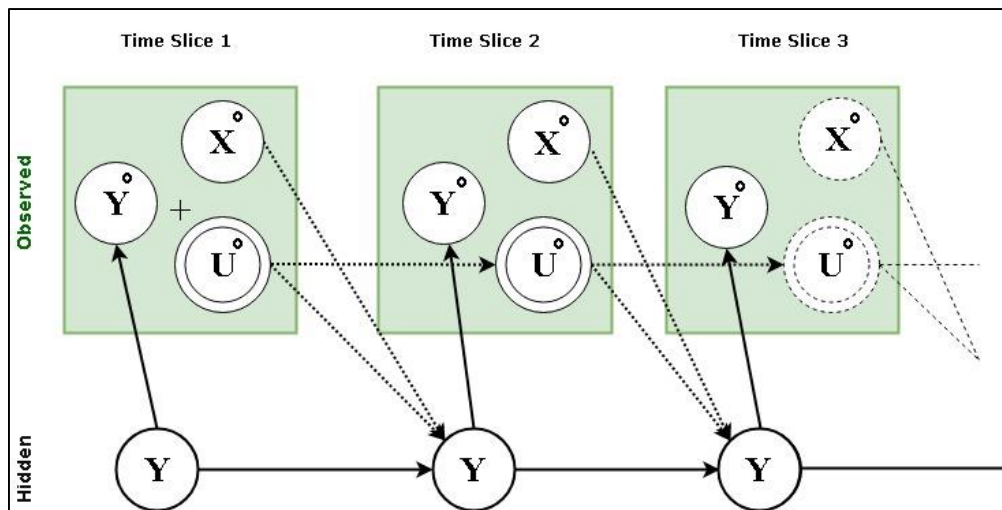 Time Slice 1
Time Slice 2
Time Slice 3
Observed
X°
X°
X°
Y°
+
Y°
Y°
U°
U°
U°
Hidden
Y
Y
Y